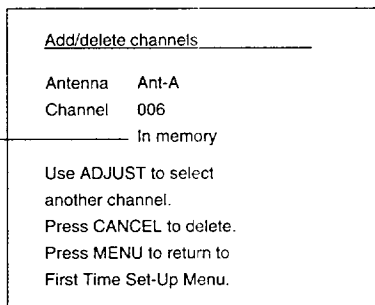 Add/delete channels
Antenna Ant-A
Channel 006
In memory
Use ADJUST to select
another channel.
Press CANCEL to delete.
Press MENU to return to
First Time Set-Up Menu.